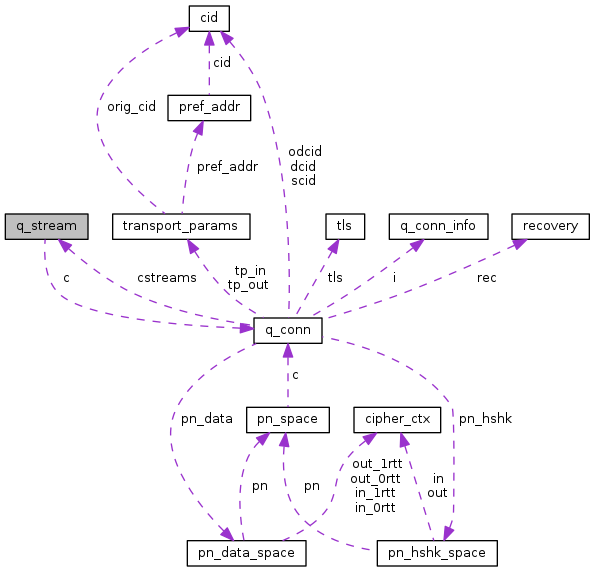 cid
cid
orig_cid
pref_addr
odcid
dcid
scid
pref_addr
q_stream
transport_params
tls
q_conn_info
recovery
c
cstreams
tp_in
tp_out
tls
i
rec
q_conn
c
pn_data
pn_space
cipher_ctx
pn_hshk
pn
out_1rtt
out_0rtt
in_1rtt
in_0rtt
pn
in
out
pn_data_space
pn_hshk_space